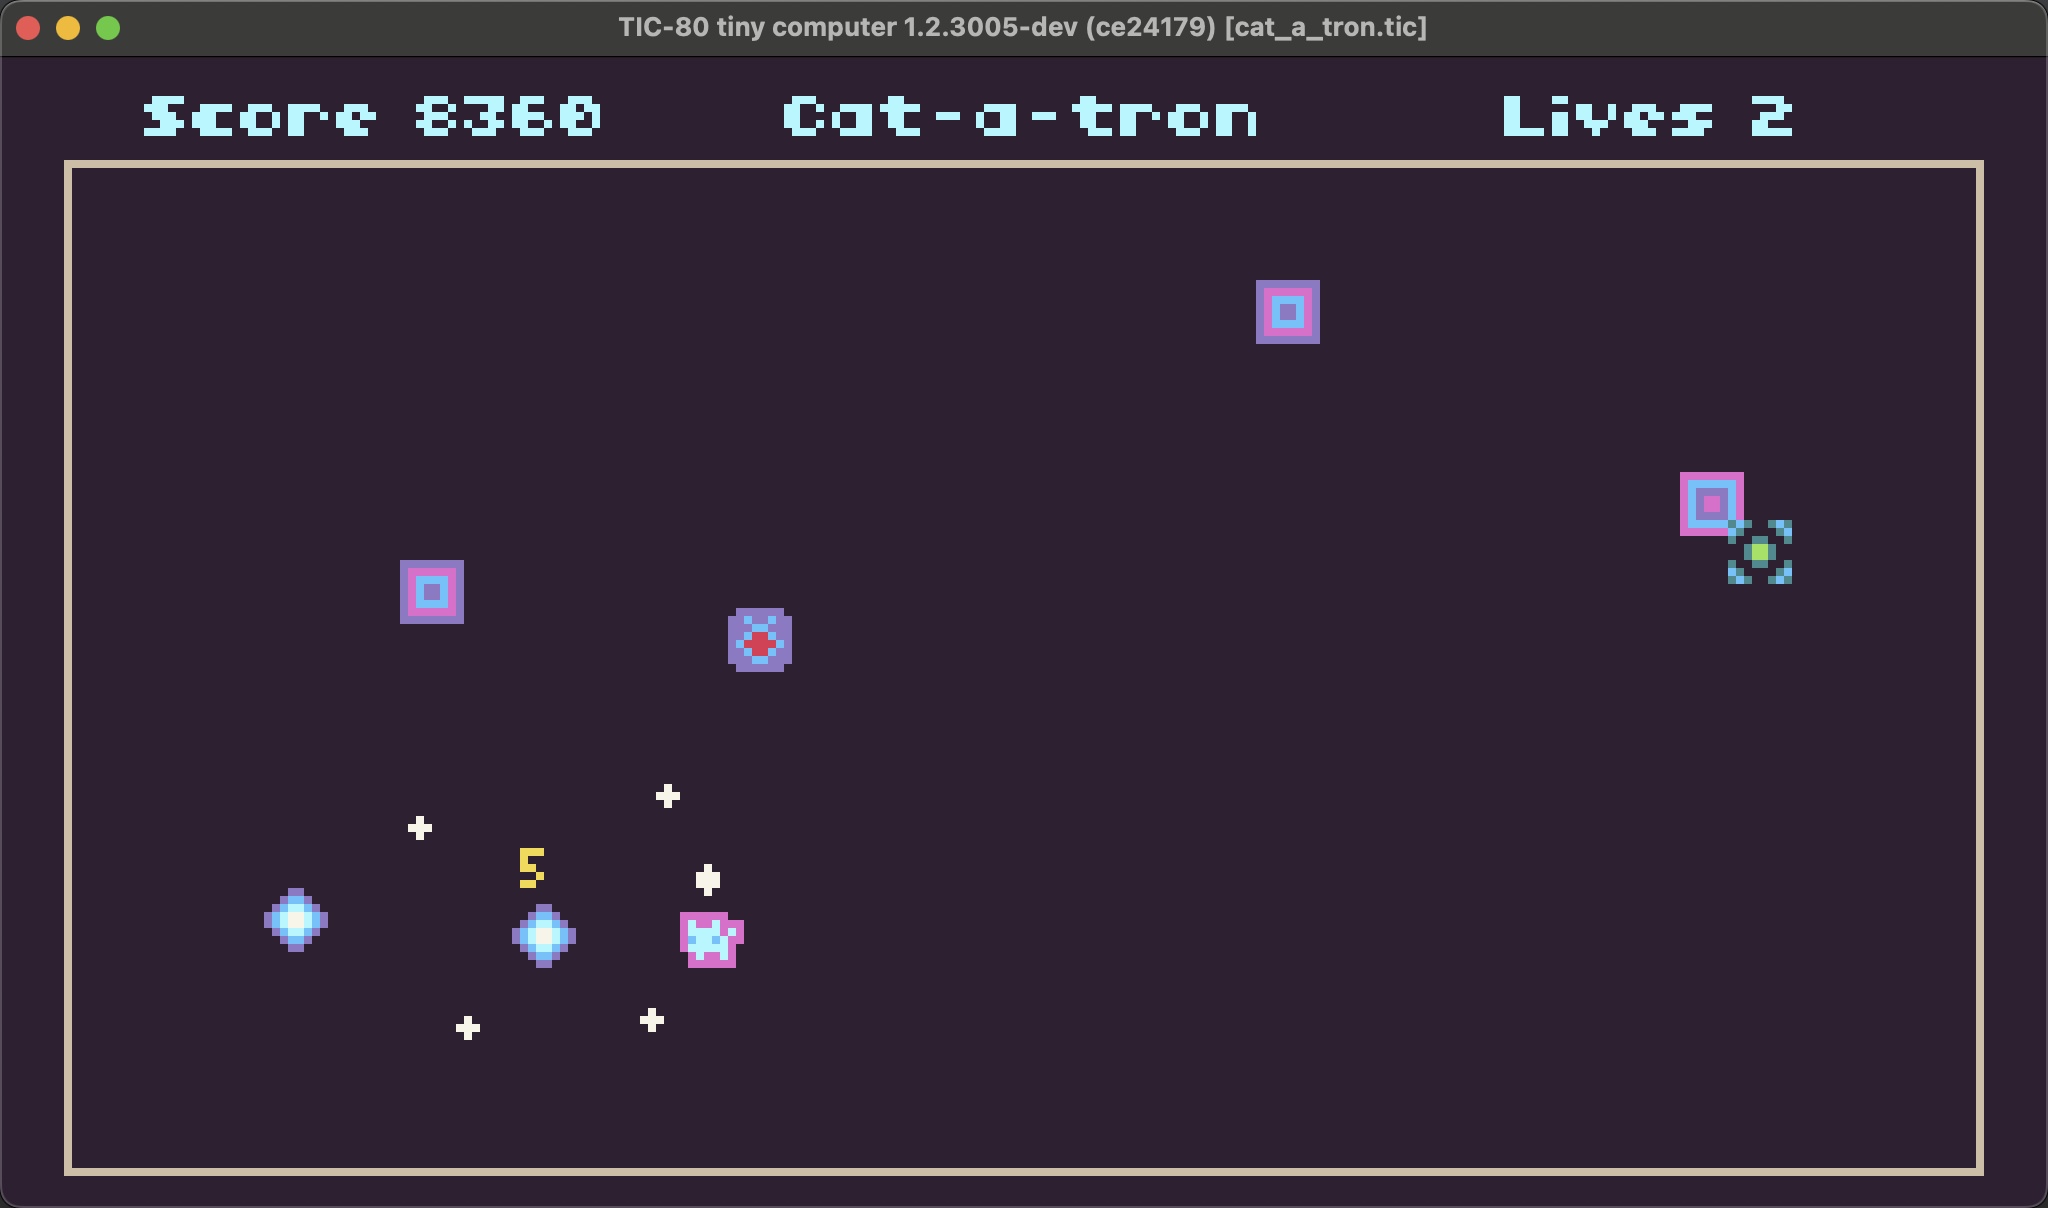 TIC-80 tiny computer 1.2.3005-dev (ce24179) [cat_a_tron.tic]
Score 8360 Cat-a-tron Lives 2
5